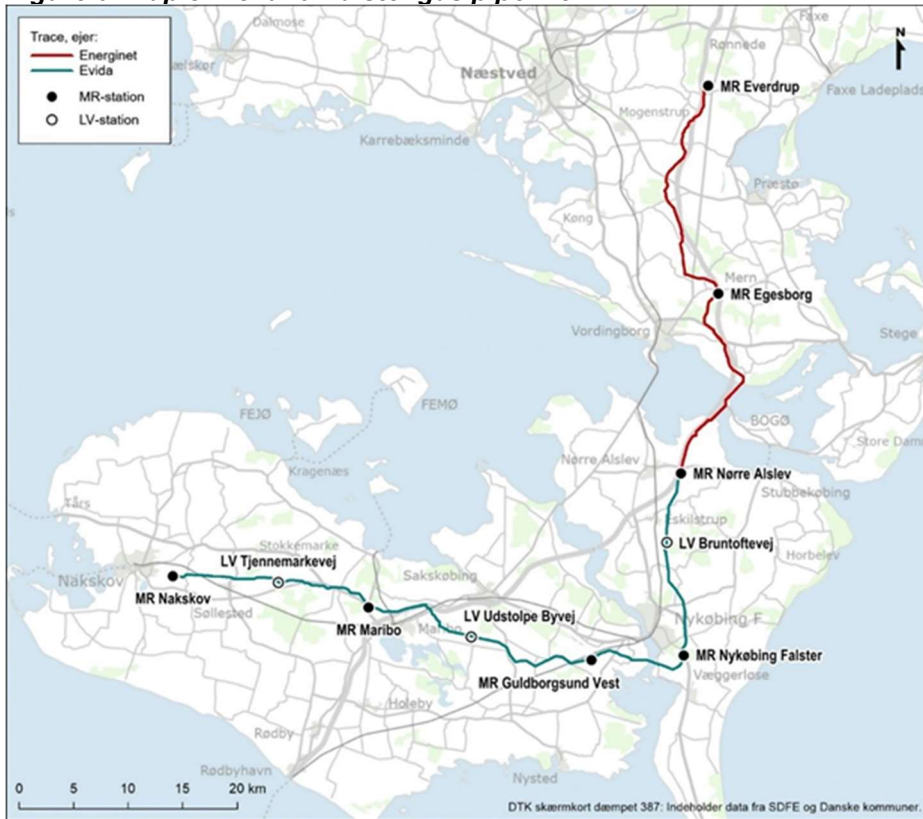 Trace, ejer:
Energinet
Evida
MR-station
LV-station
N
Dalmose
Næstved
Rønnede
Faxe
MR Everdrup
Faxe Ladeplads
Mogenstrup
Karrebæksminde
Præstø
Køng
Mern
MR Egesborg
Vordingborg
Stege
FEJØ
FEMØ
BOGØ
Store Dam
Kragenæs
Nørre Alslev
MR Nørre Alslev
Stubbekøbing
Tårs
Eskilstrup
LV Bruntoftevej
Horbelev
Stokkemarke
LV Tjennemarkevej
Nakskov
Sakskøbing
MR Nakskov
Søllested
LV Udstolpe Byvej
Nykøbing F
MR Maribo
Maribo
MR Nykøbing Falster
MR Guldborgsund Vest
Væggerløse
Holeby
Rødby
Rødbyhavn
Nysted
0 5 10 20 km
DTK skærmkort dæmpet 387: Indeholder data fra SDFE og Danske kommuner.